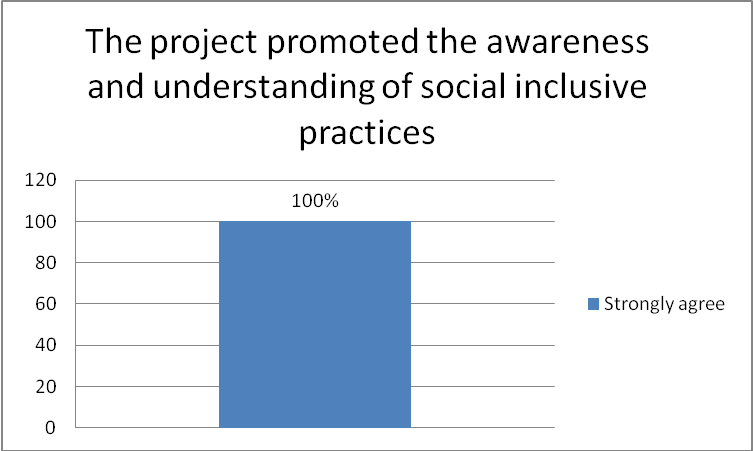 The project promoted the awareness
and understanding of social inclusive
practices
120
100%
100
80
60
Strongly agree
40
20
0